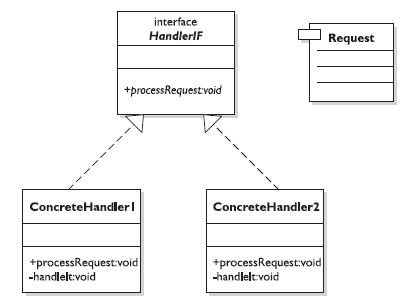 interface
HandlerIF
+processRequest:void
Request
ConcreteHandler1
+processRequest:void
-handleIt:void
ConcreteHandler2
+processRequest:void
-handleIt:void